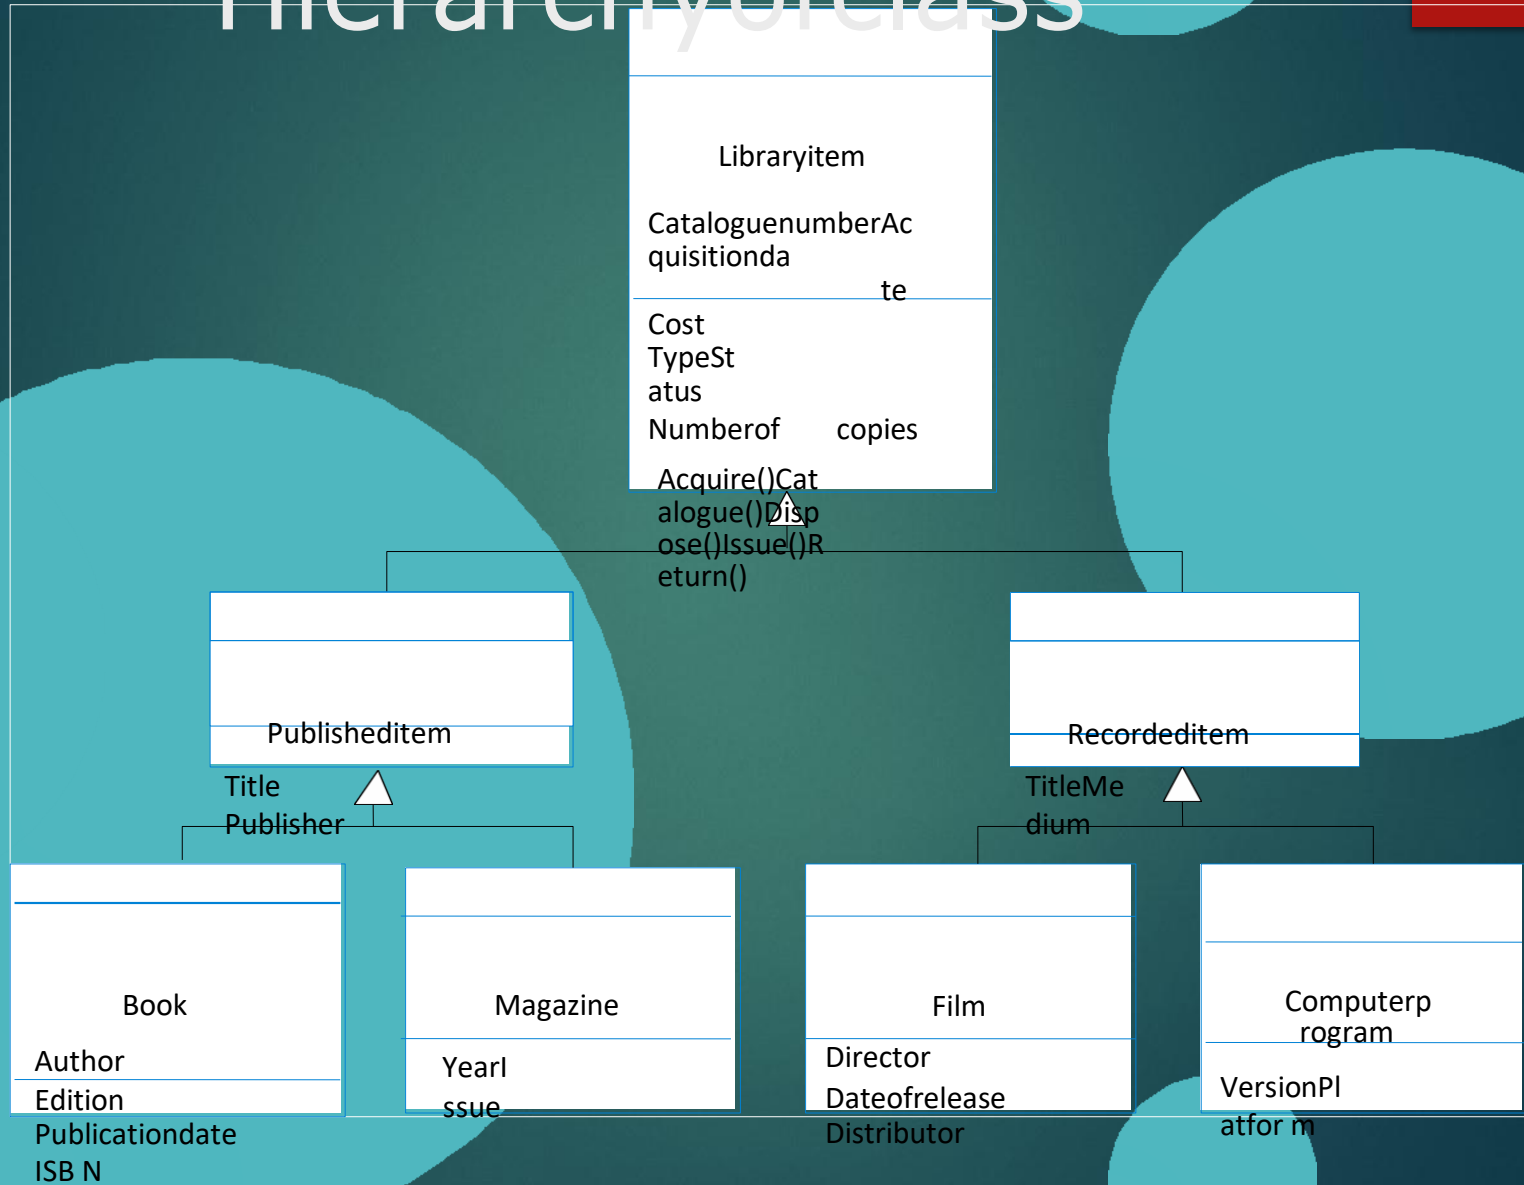 Hierarchyofclass
Libraryitem
CataloguenumberAc
quisitionda
te
Cost
TypeSt
atus
Numberof copies
Acquire()Cat
alogue()Disp
ose()Issue()R
eturn()
Publisheditem
Title
Publisher
Recordeditem
TitleMe
dium
Book
Author
Edition
Publicationdate
ISB N
Magazine
YearI
ssue
Film
Director
Dateofrelease
Distributor
Computerp
rogram
VersionPl
atfor m